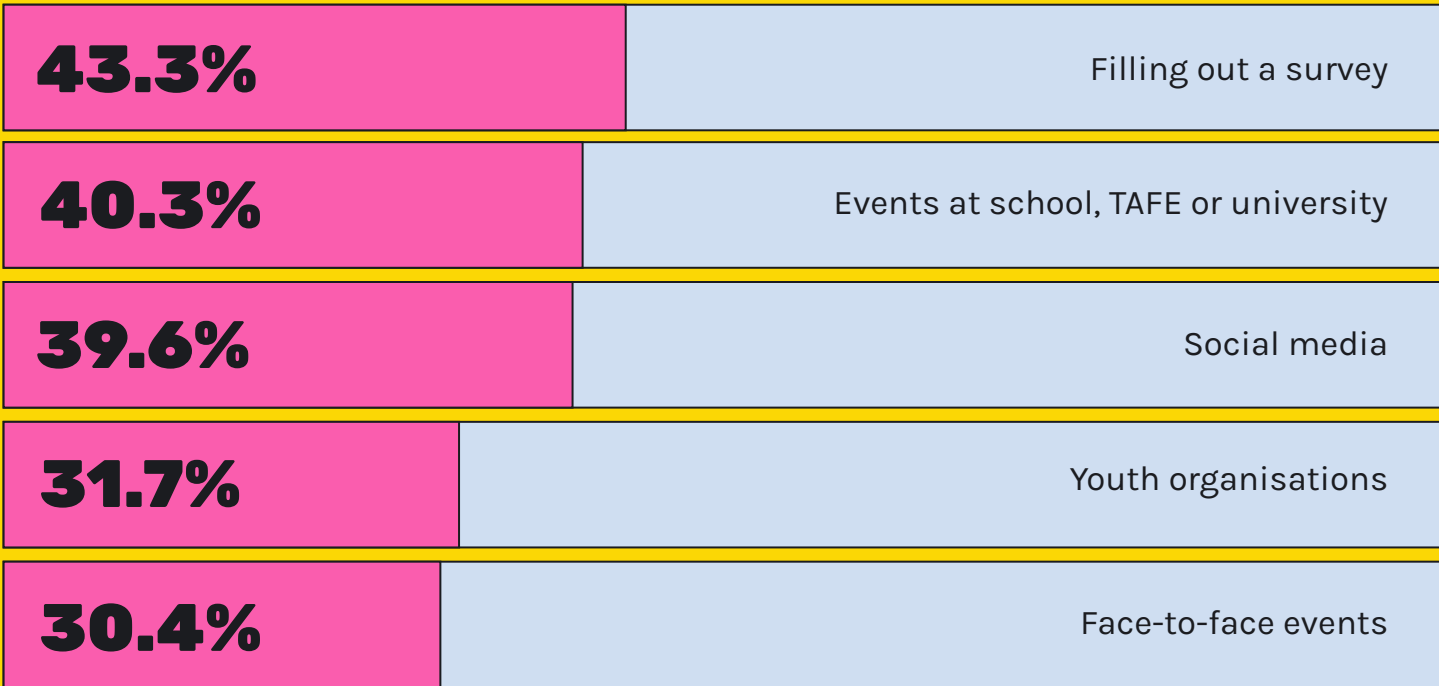 43.3% Filling out a survey
40.3% Events at school, TAFE or university
39.6% Social media
31.7% Youth organisations
30.4% Face-to-face events